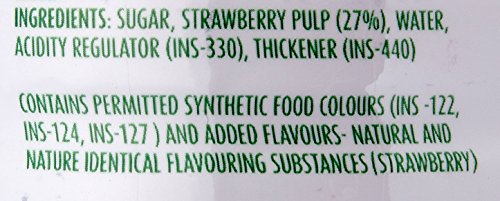 INGREDIENTS: SUGAR, STRAWBERRY PULP (27%), WATER,
ACIDITY REGULATOR (INS-330), THICKENER (INS-440)
CONTAINS PERMITTED SYNTHETIC FOOD COLOURS (INS -122,
INS-124, INS-127 ) AND ADDED FLAVOURS- NATURAL AND
NATURE IDENTICAL FLAVOURING SUBSTANCES (STRAWBERRY)